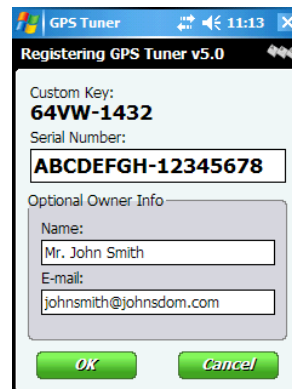 GPS Tuner 11:13
Registering GPS Tuner v5.0
Custom Key:
64VW-1432
Serial Number:
ABCDEFGH-12345678
Optional Owner Info
Name:
Mr. John Smith
E-mail:
johnsmith@johnsdom.com
OK Cancel